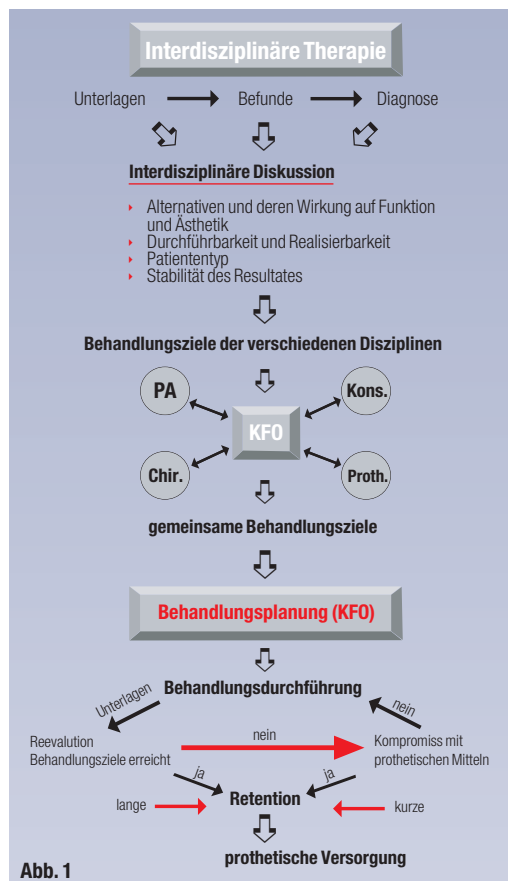 Interdisziplinäre Therapie
Unterlagen Befunde Diagnose
Interdisziplinäre Diskussion
Alternativen und deren Wirkung auf Funktion
und Ästhetik
Durchführbarkeit und Realisierbarkeit
Patiententyp
Stabilität des Resultates
Behandlungsziele der verschiedenen Disziplinen
PA Kons.
KFO
Chir. Proth.
gemeinsame Behandlungsziele
Behandlungsplanung (KFO)
Behandlungsdurchführung
Unterlagen nein
Reevalution
Behandlungsziele erreicht
nein
Kompromiss mit
prothetischen Mitteln
ja ja
lange Retention kurze
prothetische Versorgung
Abb. 1